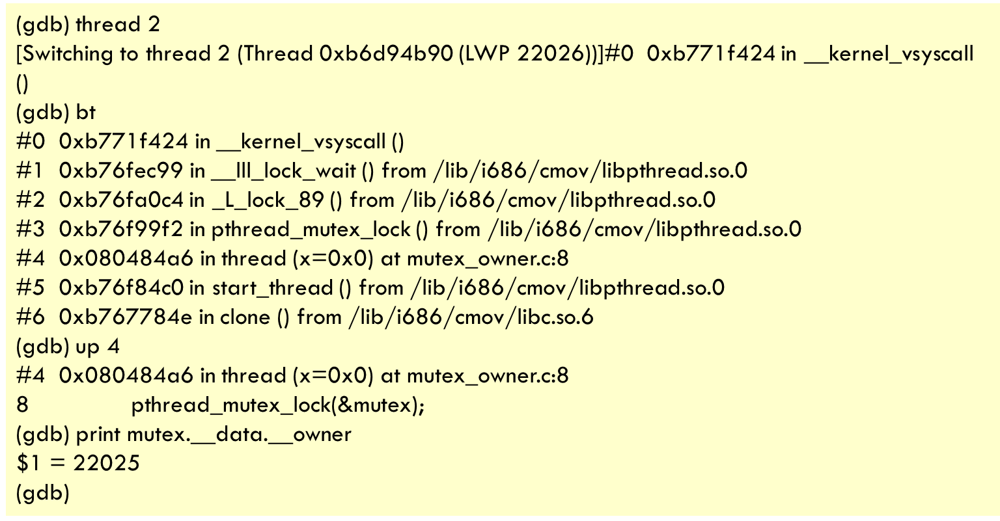 (gdb) thread 2
[Switching to thread 2 (Thread 0xb6d94b90 (LWP 22026))]#0  0xb771f424 in __kernel_vsyscall
()
(gdb) bt
#0  0xb771f424 in __kernel_vsyscall ()
#1  0xb76fec99 in __lll_lock_wait () from /lib/i686/cmov/libpthread.so.0
#2  0xb76fa0c4 in _L_lock_89 () from /lib/i686/cmov/libpthread.so.0
#3  0xb76f99f2 in pthread_mutex_lock () from /lib/i686/cmov/libpthread.so.0
#4  0x080484a6 in thread (x=0x0) at mutex_owner.c:8
#5  0xb76f84c0 in start_thread () from /lib/i686/cmov/libpthread.so.0
#6  0xb767784e in clone () from /lib/i686/cmov/libc.so.6
(gdb) up 4
#4  0x080484a6 in thread (x=0x0) at mutex_owner.c:8
8               pthread_mutex_lock(&mutex);
(gdb) print mutex.__data.__owner
$1 = 22025
(gdb)